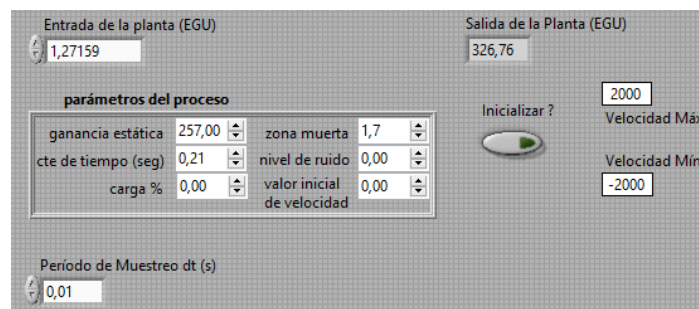 Entrada de la planta (EGU)
1,27159
Salida de la Planta (EGU)
326,76
parámetros del proceso
ganancia estática 257,00 zona muerta 1,7
cte de tiempo (seg) 0,21 nivel de ruido 0,00
carga % 0,00 valor inicial 0,00
de velocidad
Inicializar ?
2000
Velocidad Máx
Velocidad Mín
-2000
Período de Muestreo dt (s)
0,01